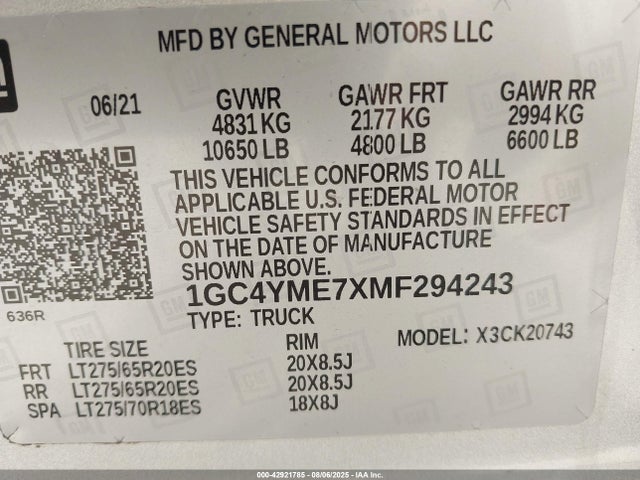 MFD BY GENERAL MOTORS LLC
06/21 GVWR GAWR FRT GAWR RR
4831 KG 2177 KG 2994 KG
10650 LB 4800 LB 6600 LB
THIS VEHICLE CONFORMS TO ALL
APPLICABLE U.S. FEDERAL MOTOR
VEHICLE SAFETY STANDARDS IN EFFECT
ON THE DATE OF MANUFACTURE
SHOWN ABOVE.
636R
1GC4YME7XMF294243
TYPE: TRUCK MODEL: X3CK20743
TIRE SIZE RIM
FRT LT275/65R20ES 20X8.5J
RR LT275/65R20ES 20X8.5J
SPA LT275/70R18ES 18X8J
000-42921785 - 08/06/2025 - IAA Inc.